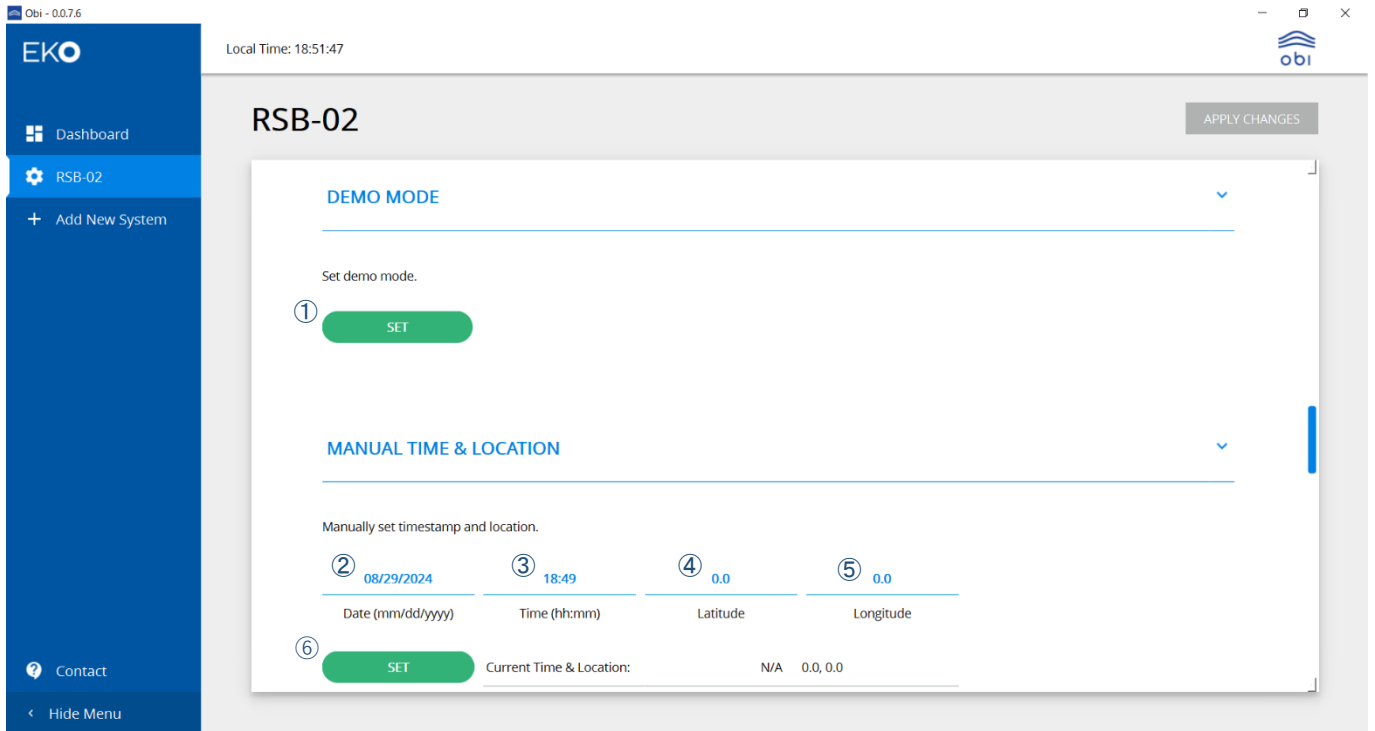 Obi - 0.0.7.6
EKO
Local Time: 18:51:47
obi
Dashboard
RSB-02
Add New System
Contact
Hide Menu
RSB-02
APPLY CHANGES
DEMO MODE
Set demo mode.
① SET
MANUAL TIME & LOCATION
Manually set timestamp and location.
② 08/29/2024 ③ 18:49 ④ 0.0 ⑤ 0.0
Date (mm/dd/yyyy) Time (hh:mm) Latitude Longitude
⑥ SET Current Time & Location: N/A 0.0, 0.0